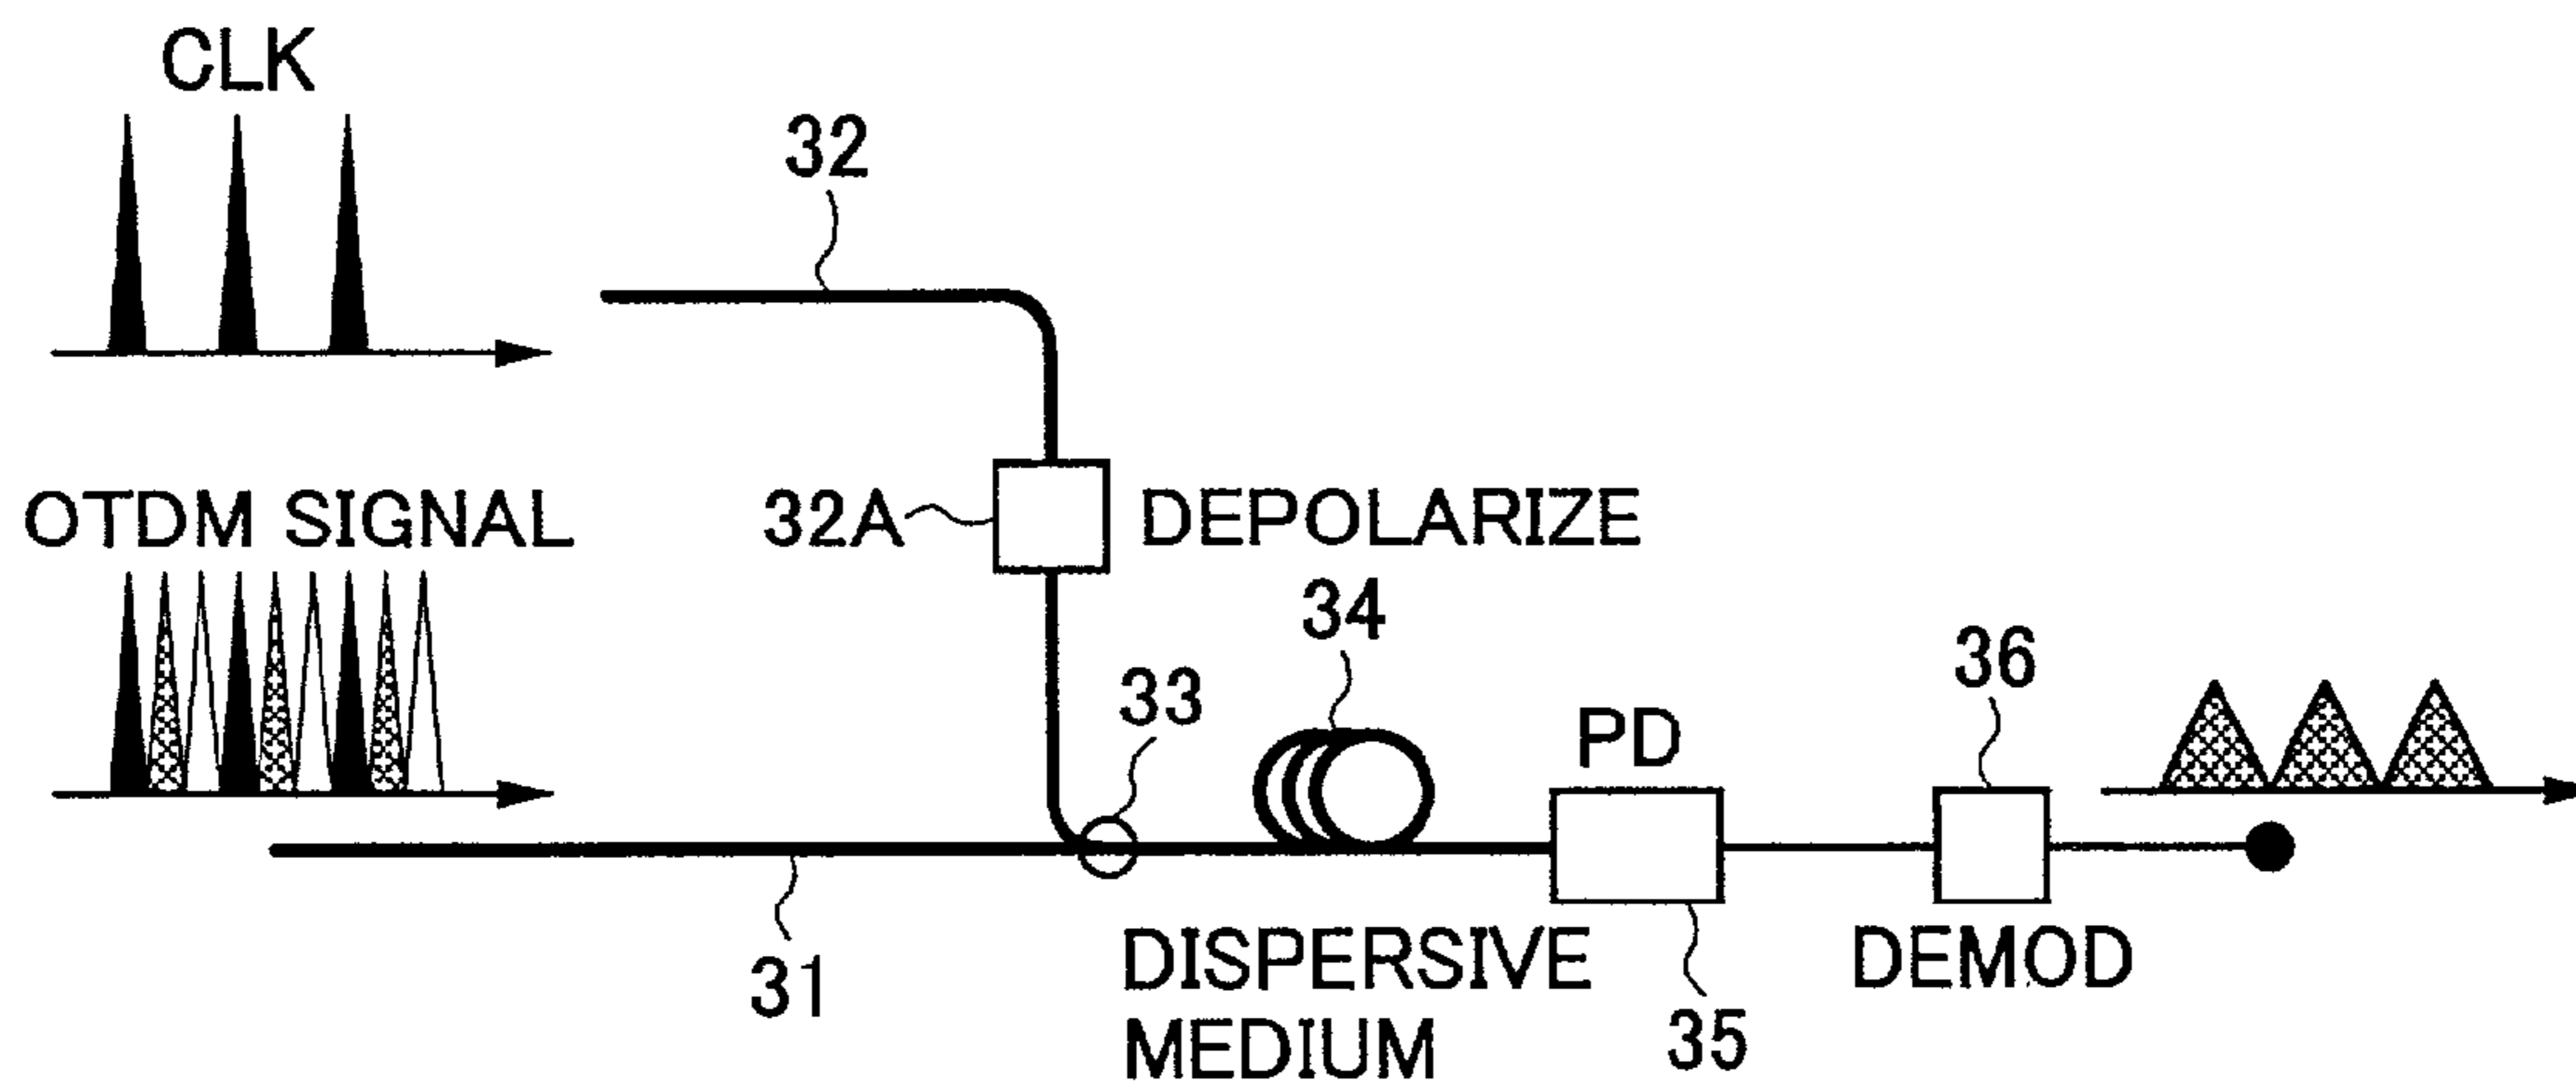 CLK
32
OTDM SIGNAL
32A
DEPOLARIZE
34
33
36
PD
31
DISPERSIVE
MEDIUM
DEMOD
35